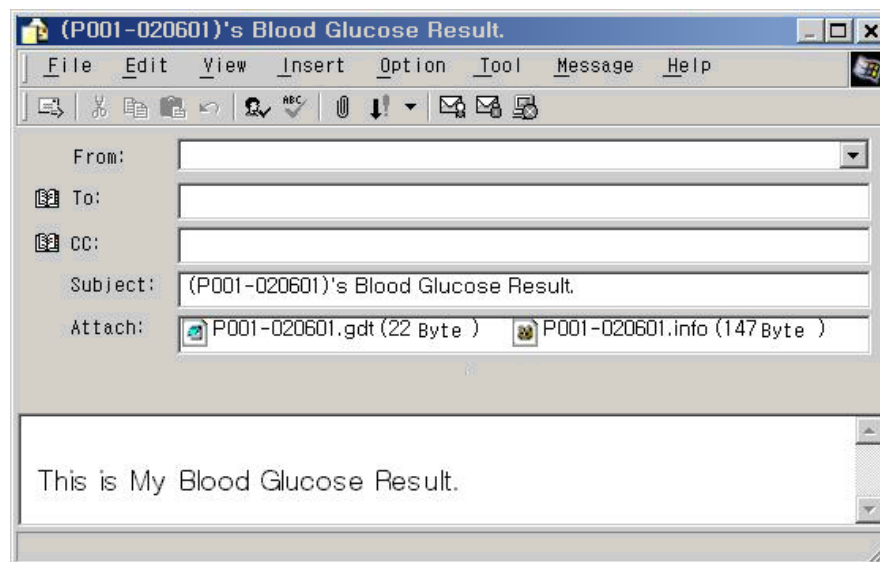 (P001-020601)'s Blood Glucose Result.
File Edit View Insert Option Tool Message Help
ABC
From:
To:
CC:
Subject: (P001-020601)'s Blood Glucose Result.
Attach: P001-020601.gdt (22 Byte ) P001-020601.info (147 Byte )
This is My Blood Glucose Result.